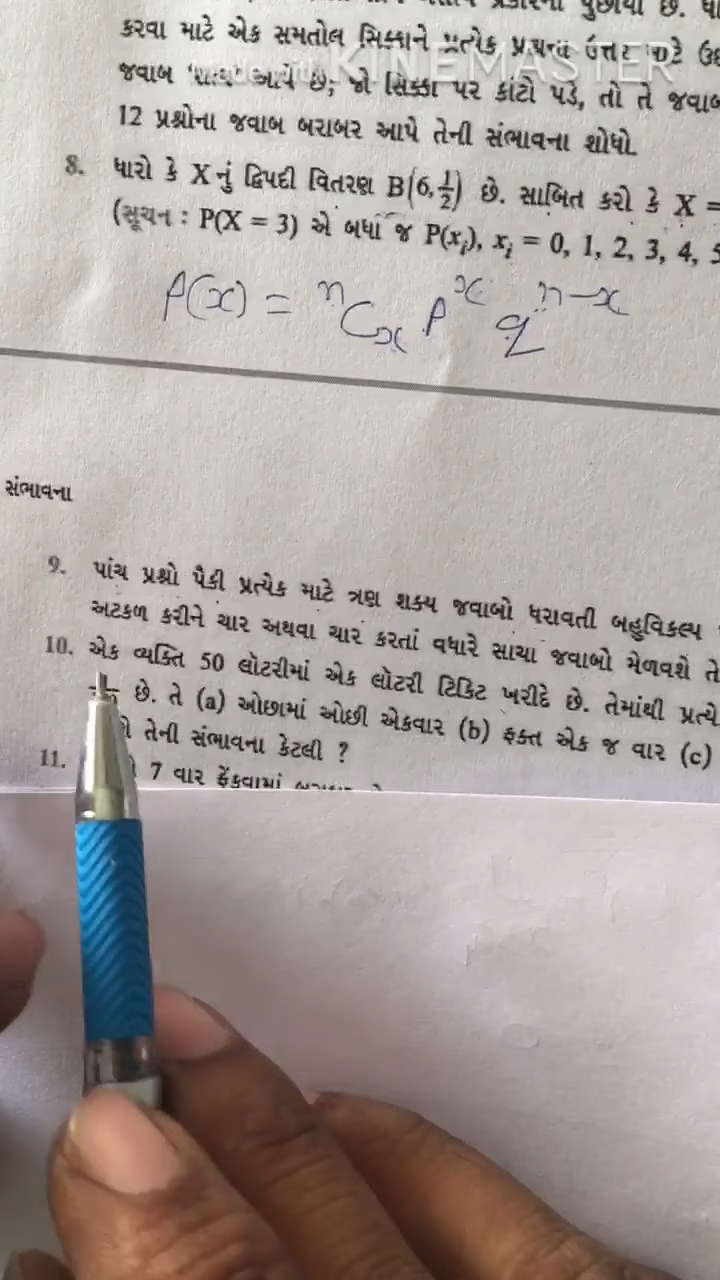 કરવા માટે એક સમતોલ સિક્કાને પ્રત્યેક પ્રશ્નના ઉત્તર માટે
જવાબ આપે છે; જો સિક્કા પર કાંટો પડે, તો તે જવાબ
KINEMASTER
12 પ્રશ્નોના જવાબ બરાબર આપે તેની સંભાવના શોધો.
8. ધારો કે X નું દ્વિપદી વિતરણ B(6, 1/2) છે. સાબિત કરો કે X =
(સૂચન : P(X = 3) એ બધાં જ P(xᵢ), xᵢ = 0, 1, 2, 3, 4, 5
P(x) = ⁿCₓ pˣ qⁿ⁻ˣ
સંભાવના
9. પાંચ પ્રશ્નો પૈકી પ્રત્યેક માટે ત્રણ શક્ય જવાબો ધરાવતી બહુવિકલ્પ
અટકળ કરીને ચાર અથવા ચાર કરતાં વધારે સાચા જવાબો મેળવશે તે
10. એક વ્યક્તિ 50 લૉટરીમાં એક લૉટરી ટિકિટ ખરીદે છે. તેમાંથી પ્રત્યે
છે. તે (a) ઓછામાં ઓછી એકવાર (b) ફક્ત એક જ વાર (c)
તેની સંભાવના કેટલી ?
11. 7 વાર ફેંકવામાં